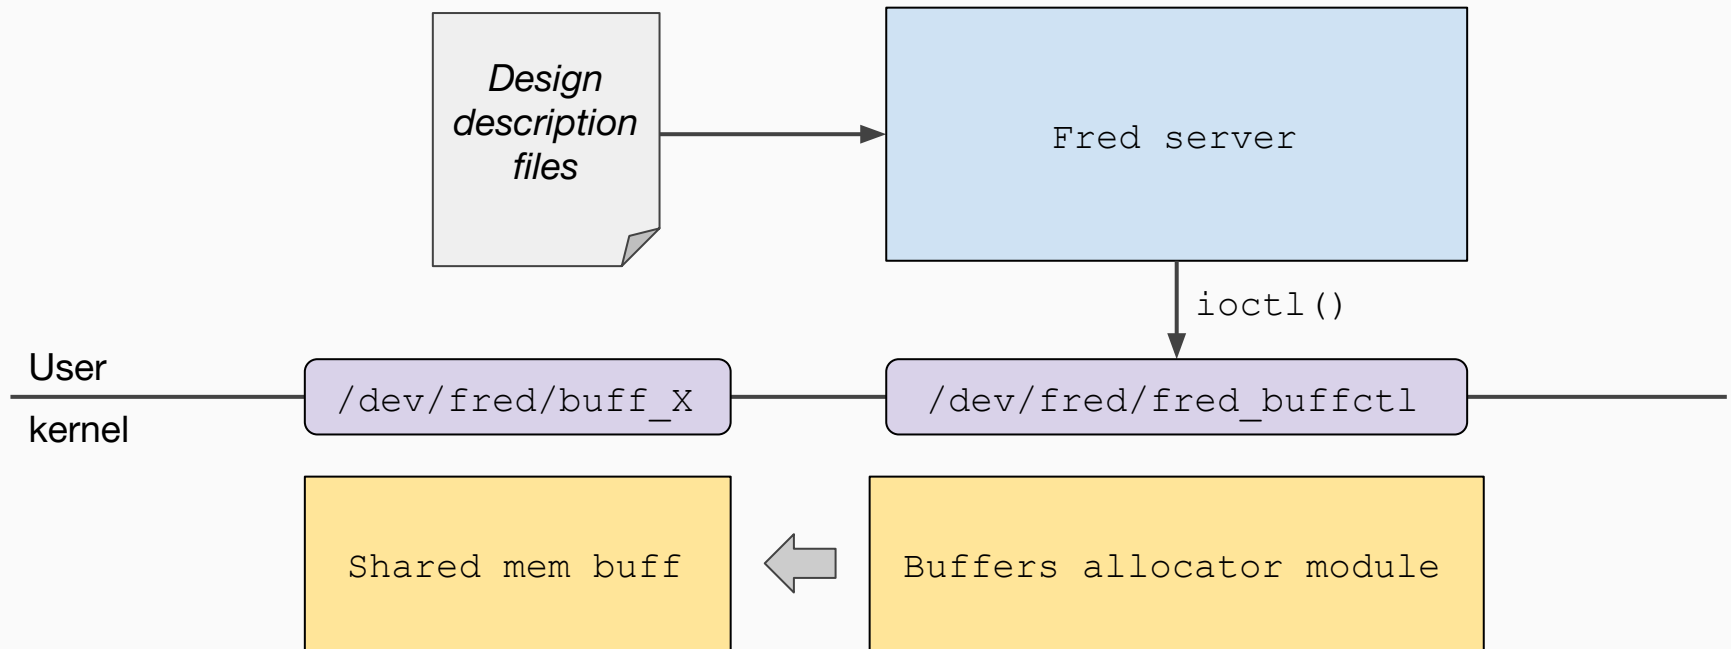 Design
description
files
Fred server
ioctl()
User
/dev/fred/buff_X
/dev/fred/fred_buffctl
kernel
Shared mem buff
Buffers allocator module